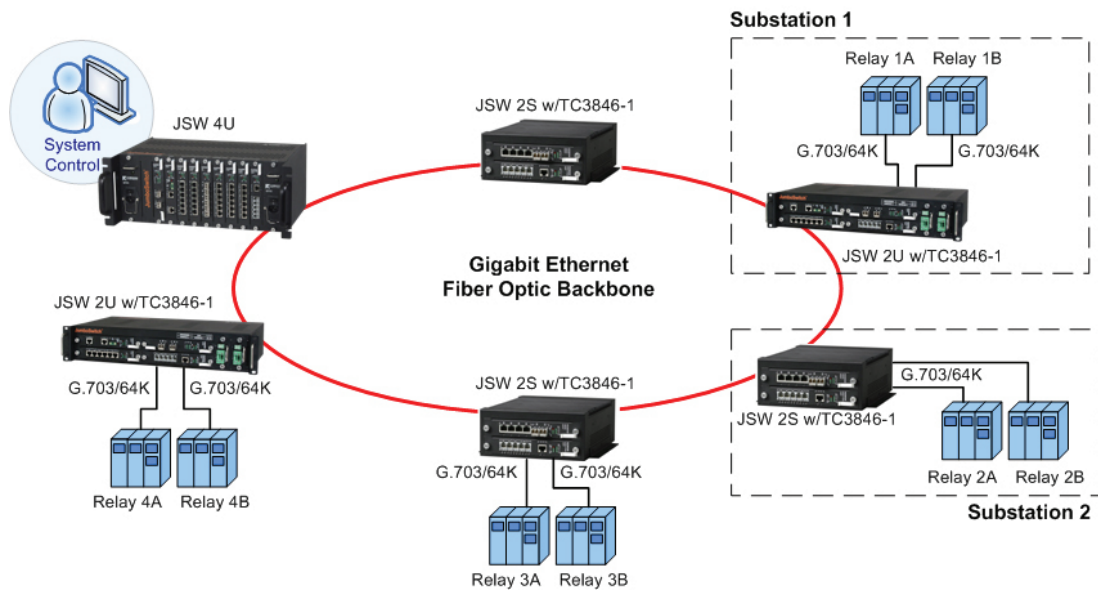 Substation 1
Relay 1A
Relay 1B
System
Control
JSW 4U
JSW 2S w/TC3846-1
G.703/64K
G.703/64K
JSW 2U w/TC3846-1
Gigabit Ethernet
Fiber Optic Backbone
JSW 2U w/TC3846-1
G.703/64K
G.703/64K
Relay 4A
Relay 4B
JSW 2S w/TC3846-1
G.703/64K
G.703/64K
Relay 3A
Relay 3B
G.703/64K
JSW 2S w/TC3846-1
Relay 2A
Relay 2B
Substation 2